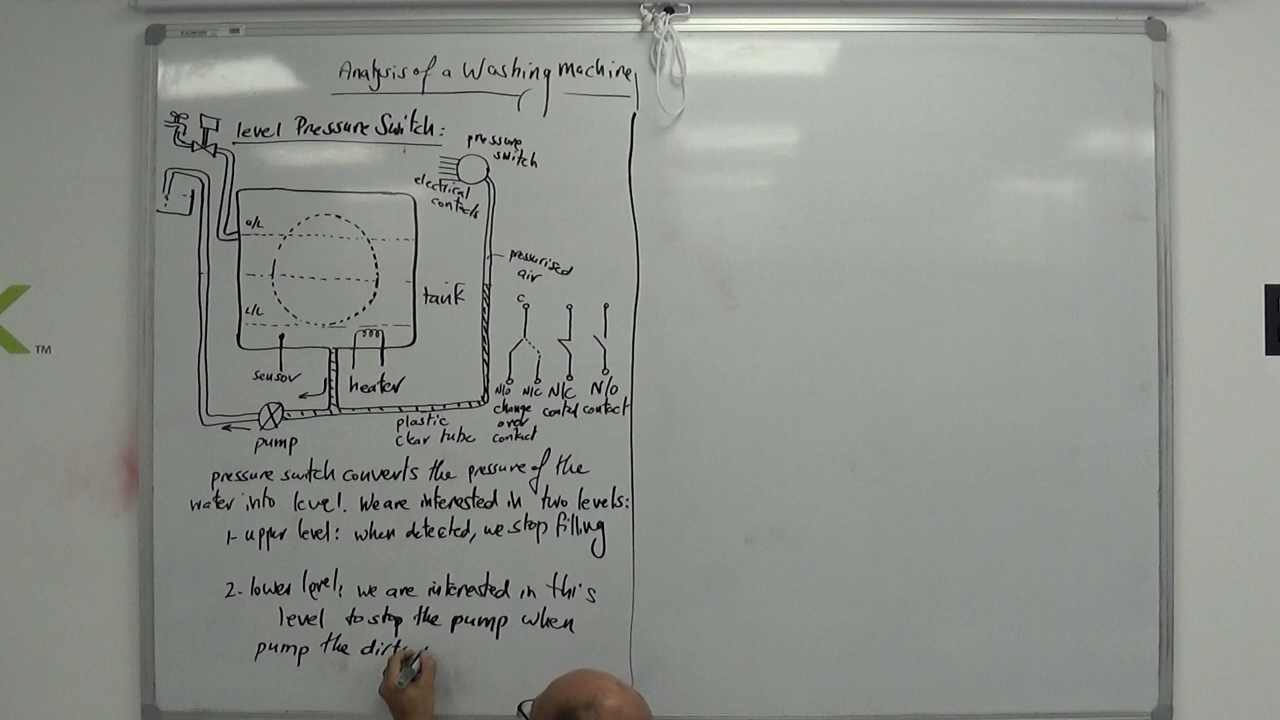 Analysis of a Washing Machine
level Pressure Switch:
pressure
switch
electrical
contacts
U/L
pressurised
air
tank
C
L/L
sensor
heater
N/O N/C N/C N/O
change contact contact
over
contact
plastic
clear tube
pump
pressure switch converts the pressure of the
water into level. We are interested in two levels:
1- upper level: when detected, we stop filling
2- lower level: we are interested in this
level to stop the pump when
pump the dirty
TM